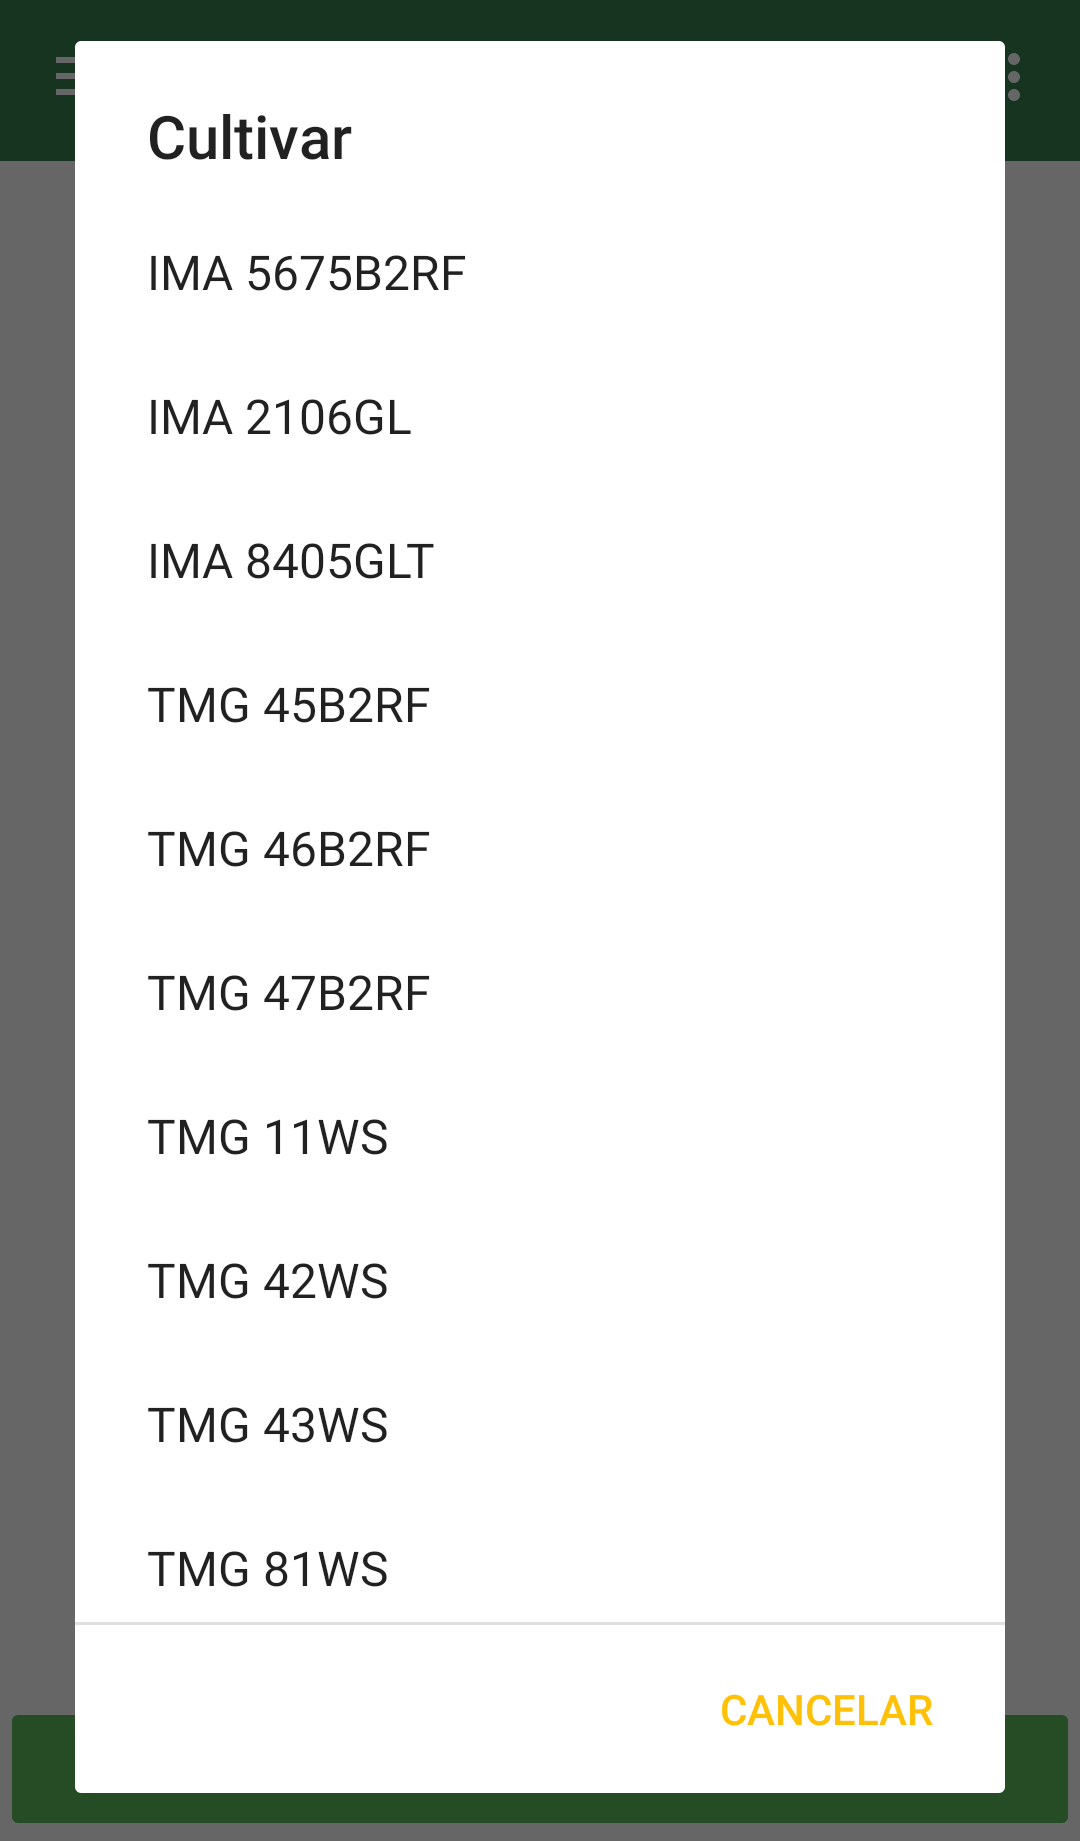 Cultivar
IMA 5675B2RF
IMA 2106GL
IMA 8405GLT
TMG 45B2RF
TMG 46B2RF
TMG 47B2RF
TMG 11WS
TMG 42WS
TMG 43WS
TMG 81WS
CANCELAR